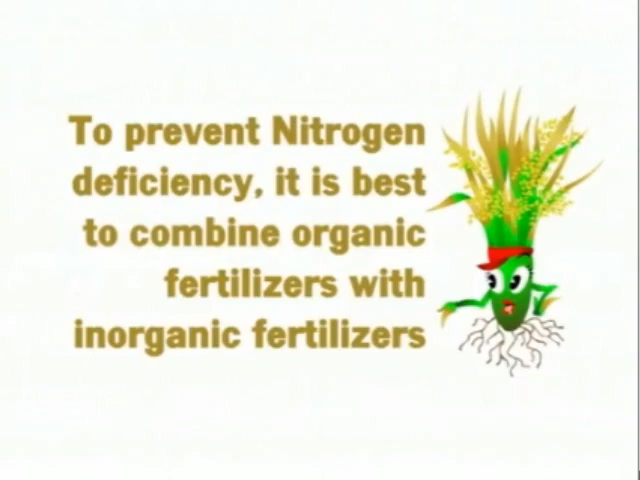 To prevent Nitrogen
deficiency, it is best
to combine organic
fertilizers with
inorganic fertilizers